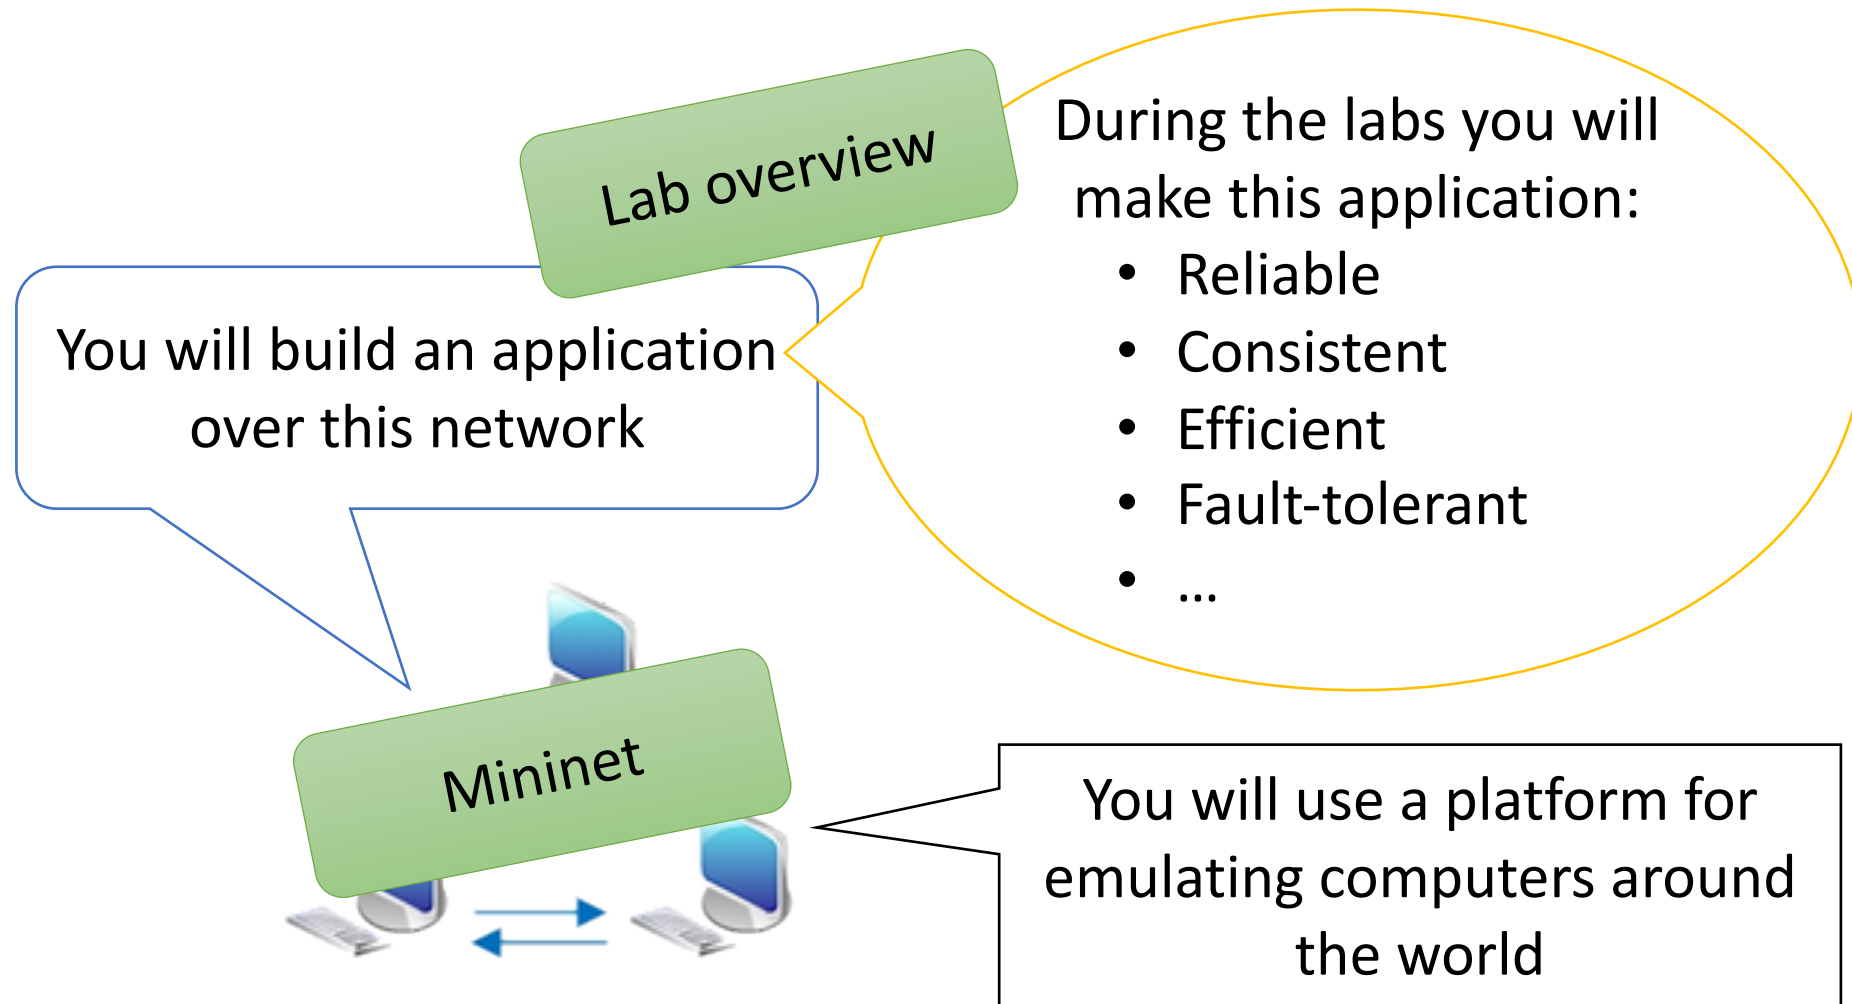 Lab overview
You will build an application
over this network
During the labs you will
make this application:
• Reliable
• Consistent
• Efficient
• Fault-tolerant
• ...
Mininet
You will use a platform for
emulating computers around
the world